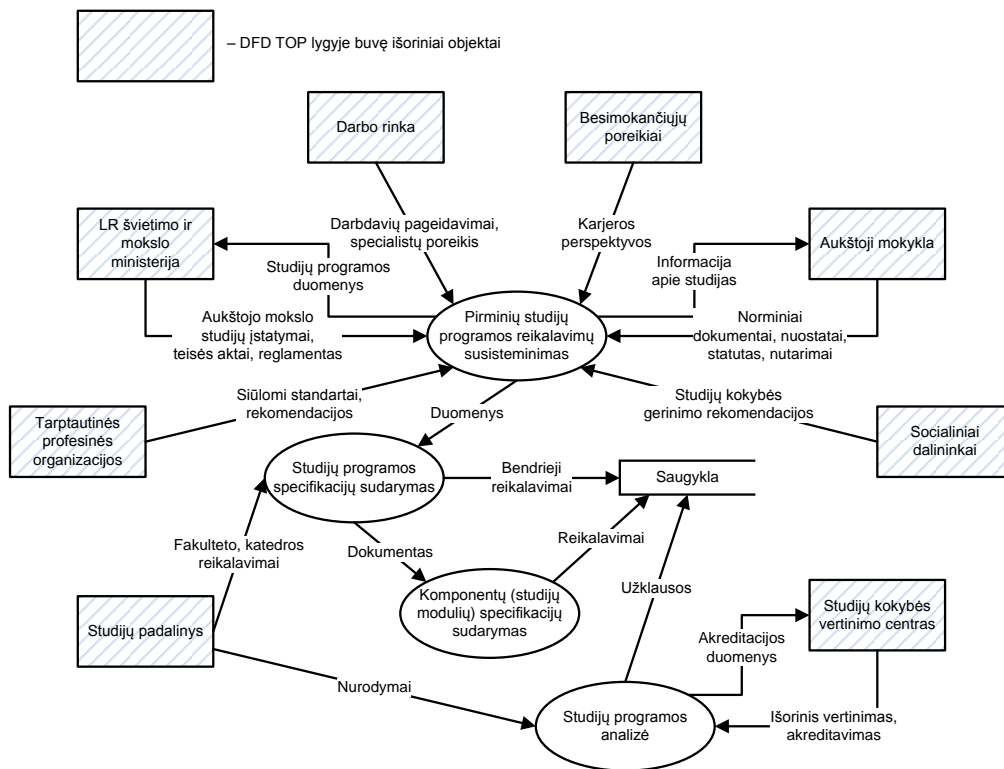 – DFD TOP lygyje buvę išoriniai objektai
Darbo rinka
Besimokančiųjų
poreikiai
LR švietimo ir
mokslo
ministerija
Darbdavių pageidavimai,
specialistų poreikis
Karjeros
perspektyvos
Aukštoji mokykla
Studijų programos
duomenys
Informacija
apie studijas
Aukštojo mokslo
studijų įstatymai,
teisės aktai, reglamentas
Pirminių studijų
programos reikalavimų
susisteminimas
Norminiai
dokumentai, nuostatai,
statutas, nutarimai
Siūlomi standartai,
rekomendacijos
Duomenys
Studijų kokybės
gerinimo rekomendacijos
Tarptautinės
profesinės
organizacijos
Socialiniai
dalininkai
Studijų programos
specifikacijų sudarymas
Bendrieji
reikalavimai
Saugykla
Fakulteto, katedros
reikalavimai
Dokumentas
Reikalavimai
Komponentų (studijų
modulių) specifikacijų
sudarymas
Užklausos
Studijų padalinys
Studijų kokybės
vertinimo centras
Akreditacijos
duomenys
Nurodymai
Studijų programos
analizė
Išorinis vertinimas,
akreditavimas